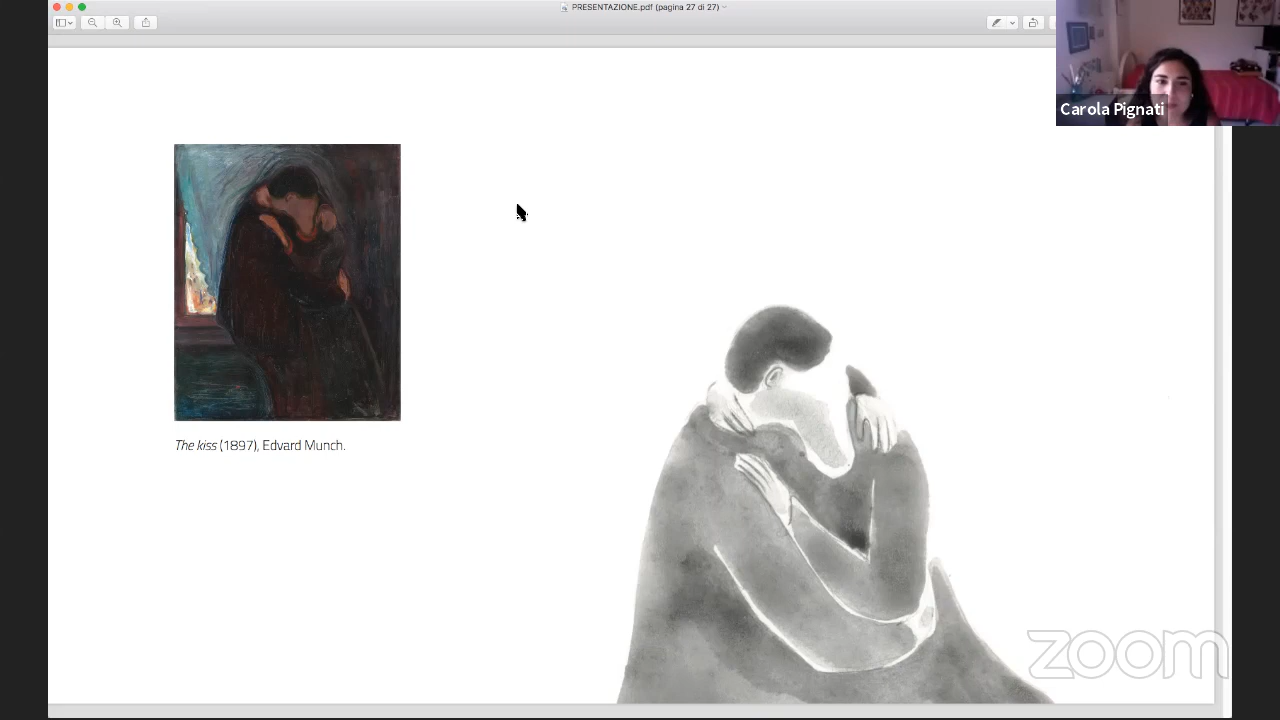 PRESENTAZIONE.pdf (pagina 27 di 27)
Carola Pignati
The kiss (1897), Edvard Munch.
zoom